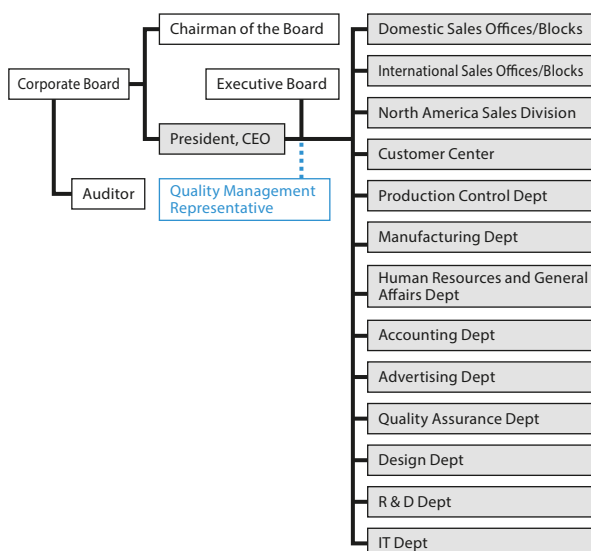 Chairman of the Board
Corporate Board
Executive Board
President, CEO
Auditor
Quality Management
Representative
Domestic Sales Offices/Blocks
International Sales Offices/Blocks
North America Sales Division
Customer Center
Production Control Dept
Manufacturing Dept
Human Resources and General
Affairs Dept
Accounting Dept
Advertising Dept
Quality Assurance Dept
Design Dept
R & D Dept
IT Dept